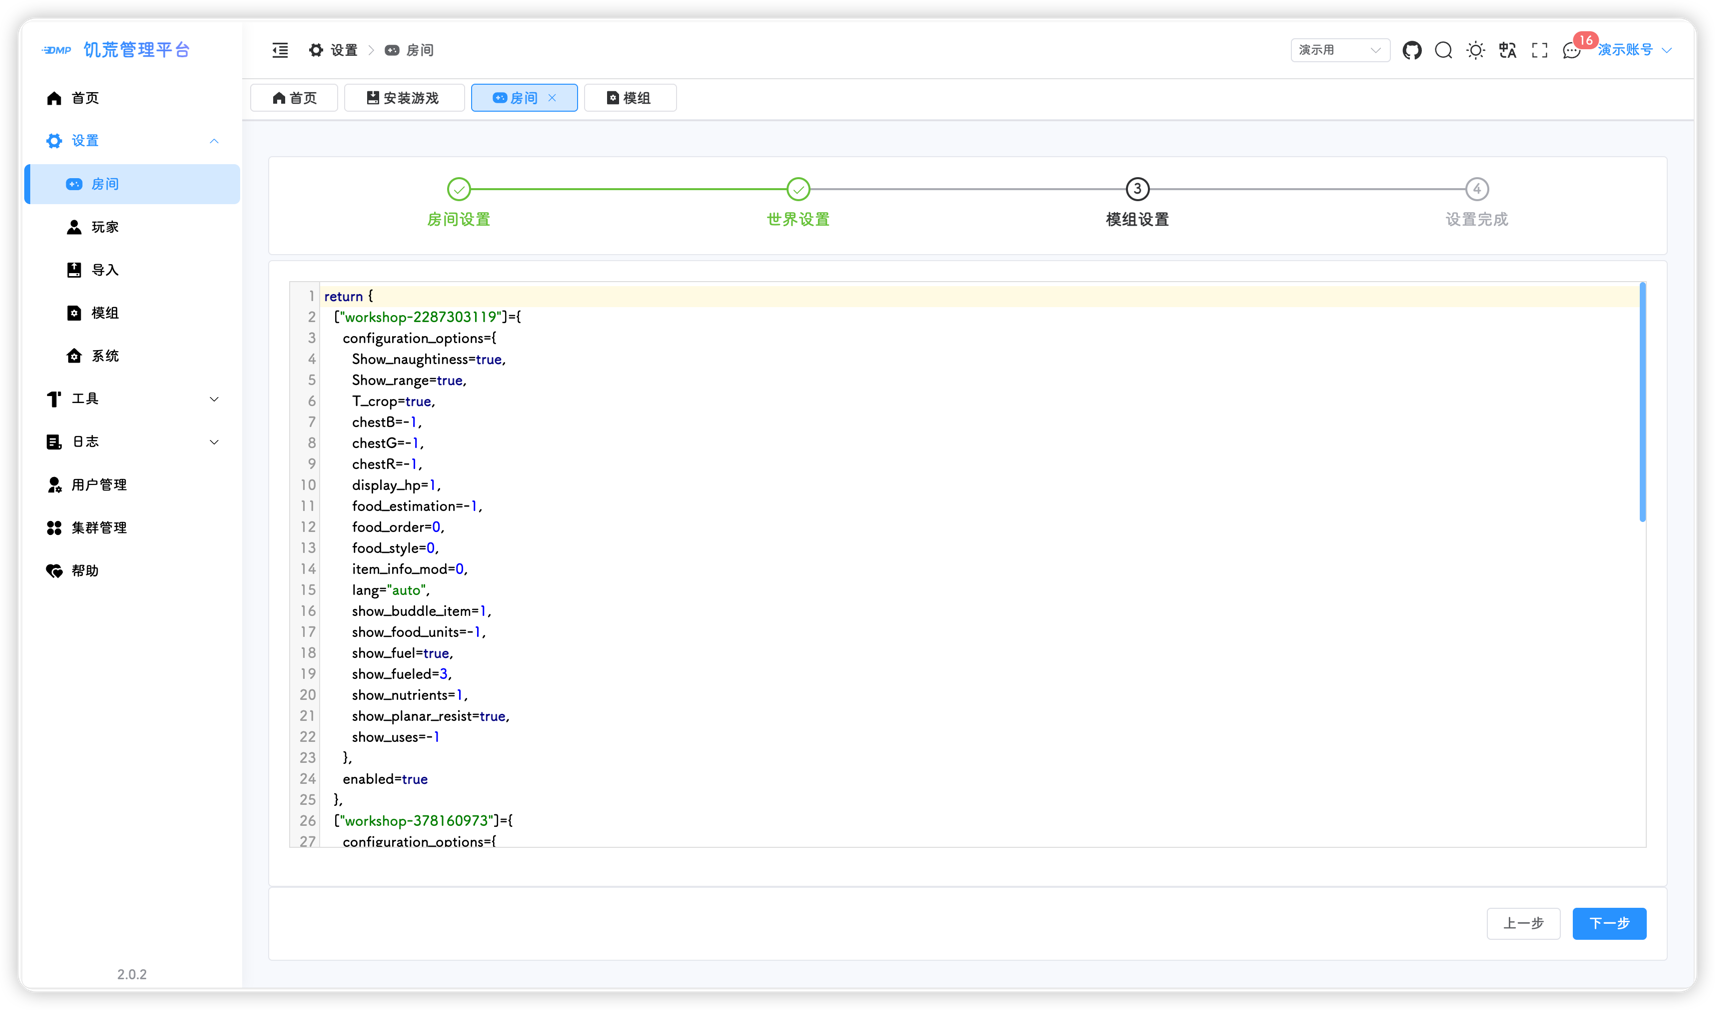 DMP 饥荒管理平台
设置 房间
演示用
16
演示账号
首页
设置
房间
玩家
导入
模组
系统
工具
日志
用户管理
集群管理
帮助
2.0.2
首页 安装游戏 房间 模组
3 4
房间设置 世界设置 模组设置 设置完成
1 return {
2 ["workshop-2287303119"]={
3 configuration_options={
4 Show_naughtiness=true,
5 Show_range=true,
6 T_crop=true,
7 chestB=-1,
8 chestG=-1,
9 chestR=-1,
10 display_hp=1,
11 food_estimation=-1,
12 food_order=0,
13 food_style=0,
14 item_info_mod=0,
15 lang="auto",
16 show_buddle_item=1,
17 show_food_units=-1,
18 show_fuel=true,
19 show_fueled=3,
20 show_nutrients=1,
21 show_planar_resist=true,
22 show_uses=-1
23 },
24 enabled=true
25 },
26 ["workshop-378160973"]={
27 configuration_options={
上一步 下一步